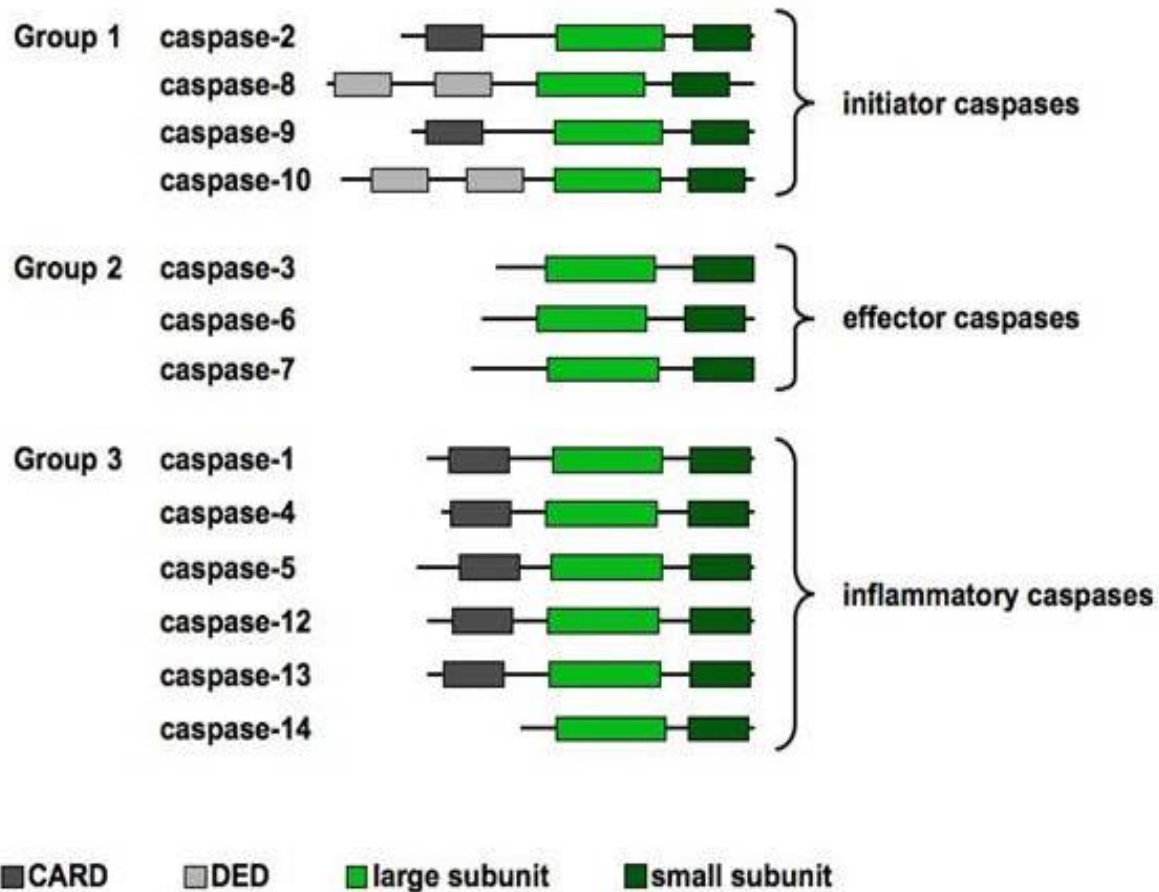 Group 1 caspase-2
caspase-8
initiator caspases
caspase-9
caspase-10
Group 2 caspase-3
caspase-6
effector caspases
caspase-7
Group 3 caspase-1
caspase-4
caspase-5
inflammatory caspases
caspase-12
caspase-13
caspase-14
CARD DED large subunit small subunit